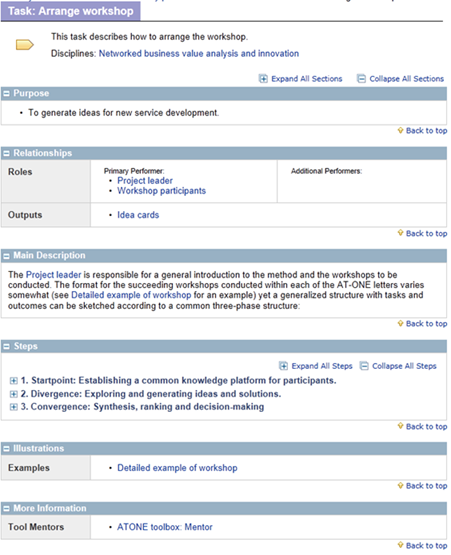 Task: Arrange workshop
This task describes how to arrange the workshop.
Disciplines: Networked business value analysis and innovation
Expand All Sections Collapse All Sections
Purpose
• To generate ideas for new service development.
Back to top
Relationships
Roles
Primary Performer:
• Project leader
• Workshop participants
Additional Performers:
Outputs
• Idea cards
Back to top
Main Description
The Project leader is responsible for a general introduction to the method and the workshops to be
conducted. The format for the succeeding workshops conducted within each of the AT-ONE letters varies
somewhat (see Detailed example of workshop for an example) yet a generalized structure with tasks and
outcomes can be sketched according to a common three-phase structure:
Back to top
Steps
Expand All Steps Collapse All Steps
1. Startpoint: Establishing a common knowledge platform for participants.
2. Divergence: Exploring and generating ideas and solutions.
3. Convergence: Synthesis, ranking and decision-making
Back to top
Illustrations
Examples
• Detailed example of workshop
Back to top
More Information
Tool Mentors
• ATONE toolbox: Mentor
Back to top